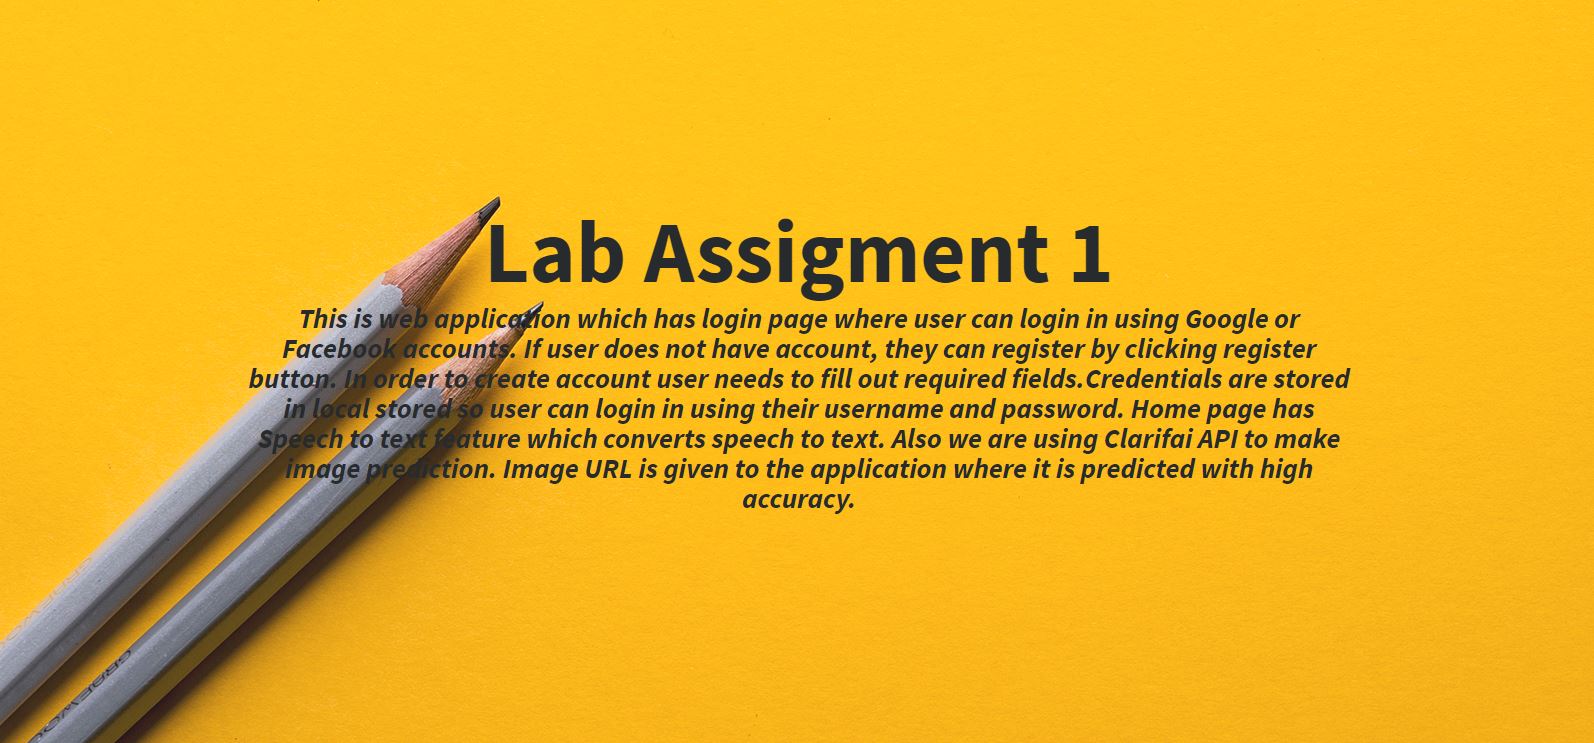 Lab Assigment 1
This is web application which has login page where user can login in using Google or
Facebook accounts. If user does not have account, they can register by clicking register
button. In order to create account user needs to fill out required fields.Credentials are stored
in local stored so user can login in using their username and password. Home page has
Speech to text feature which converts speech to text. Also we are using Clarifai API to make
image prediction. Image URL is given to the application where it is predicted with high
accuracy.